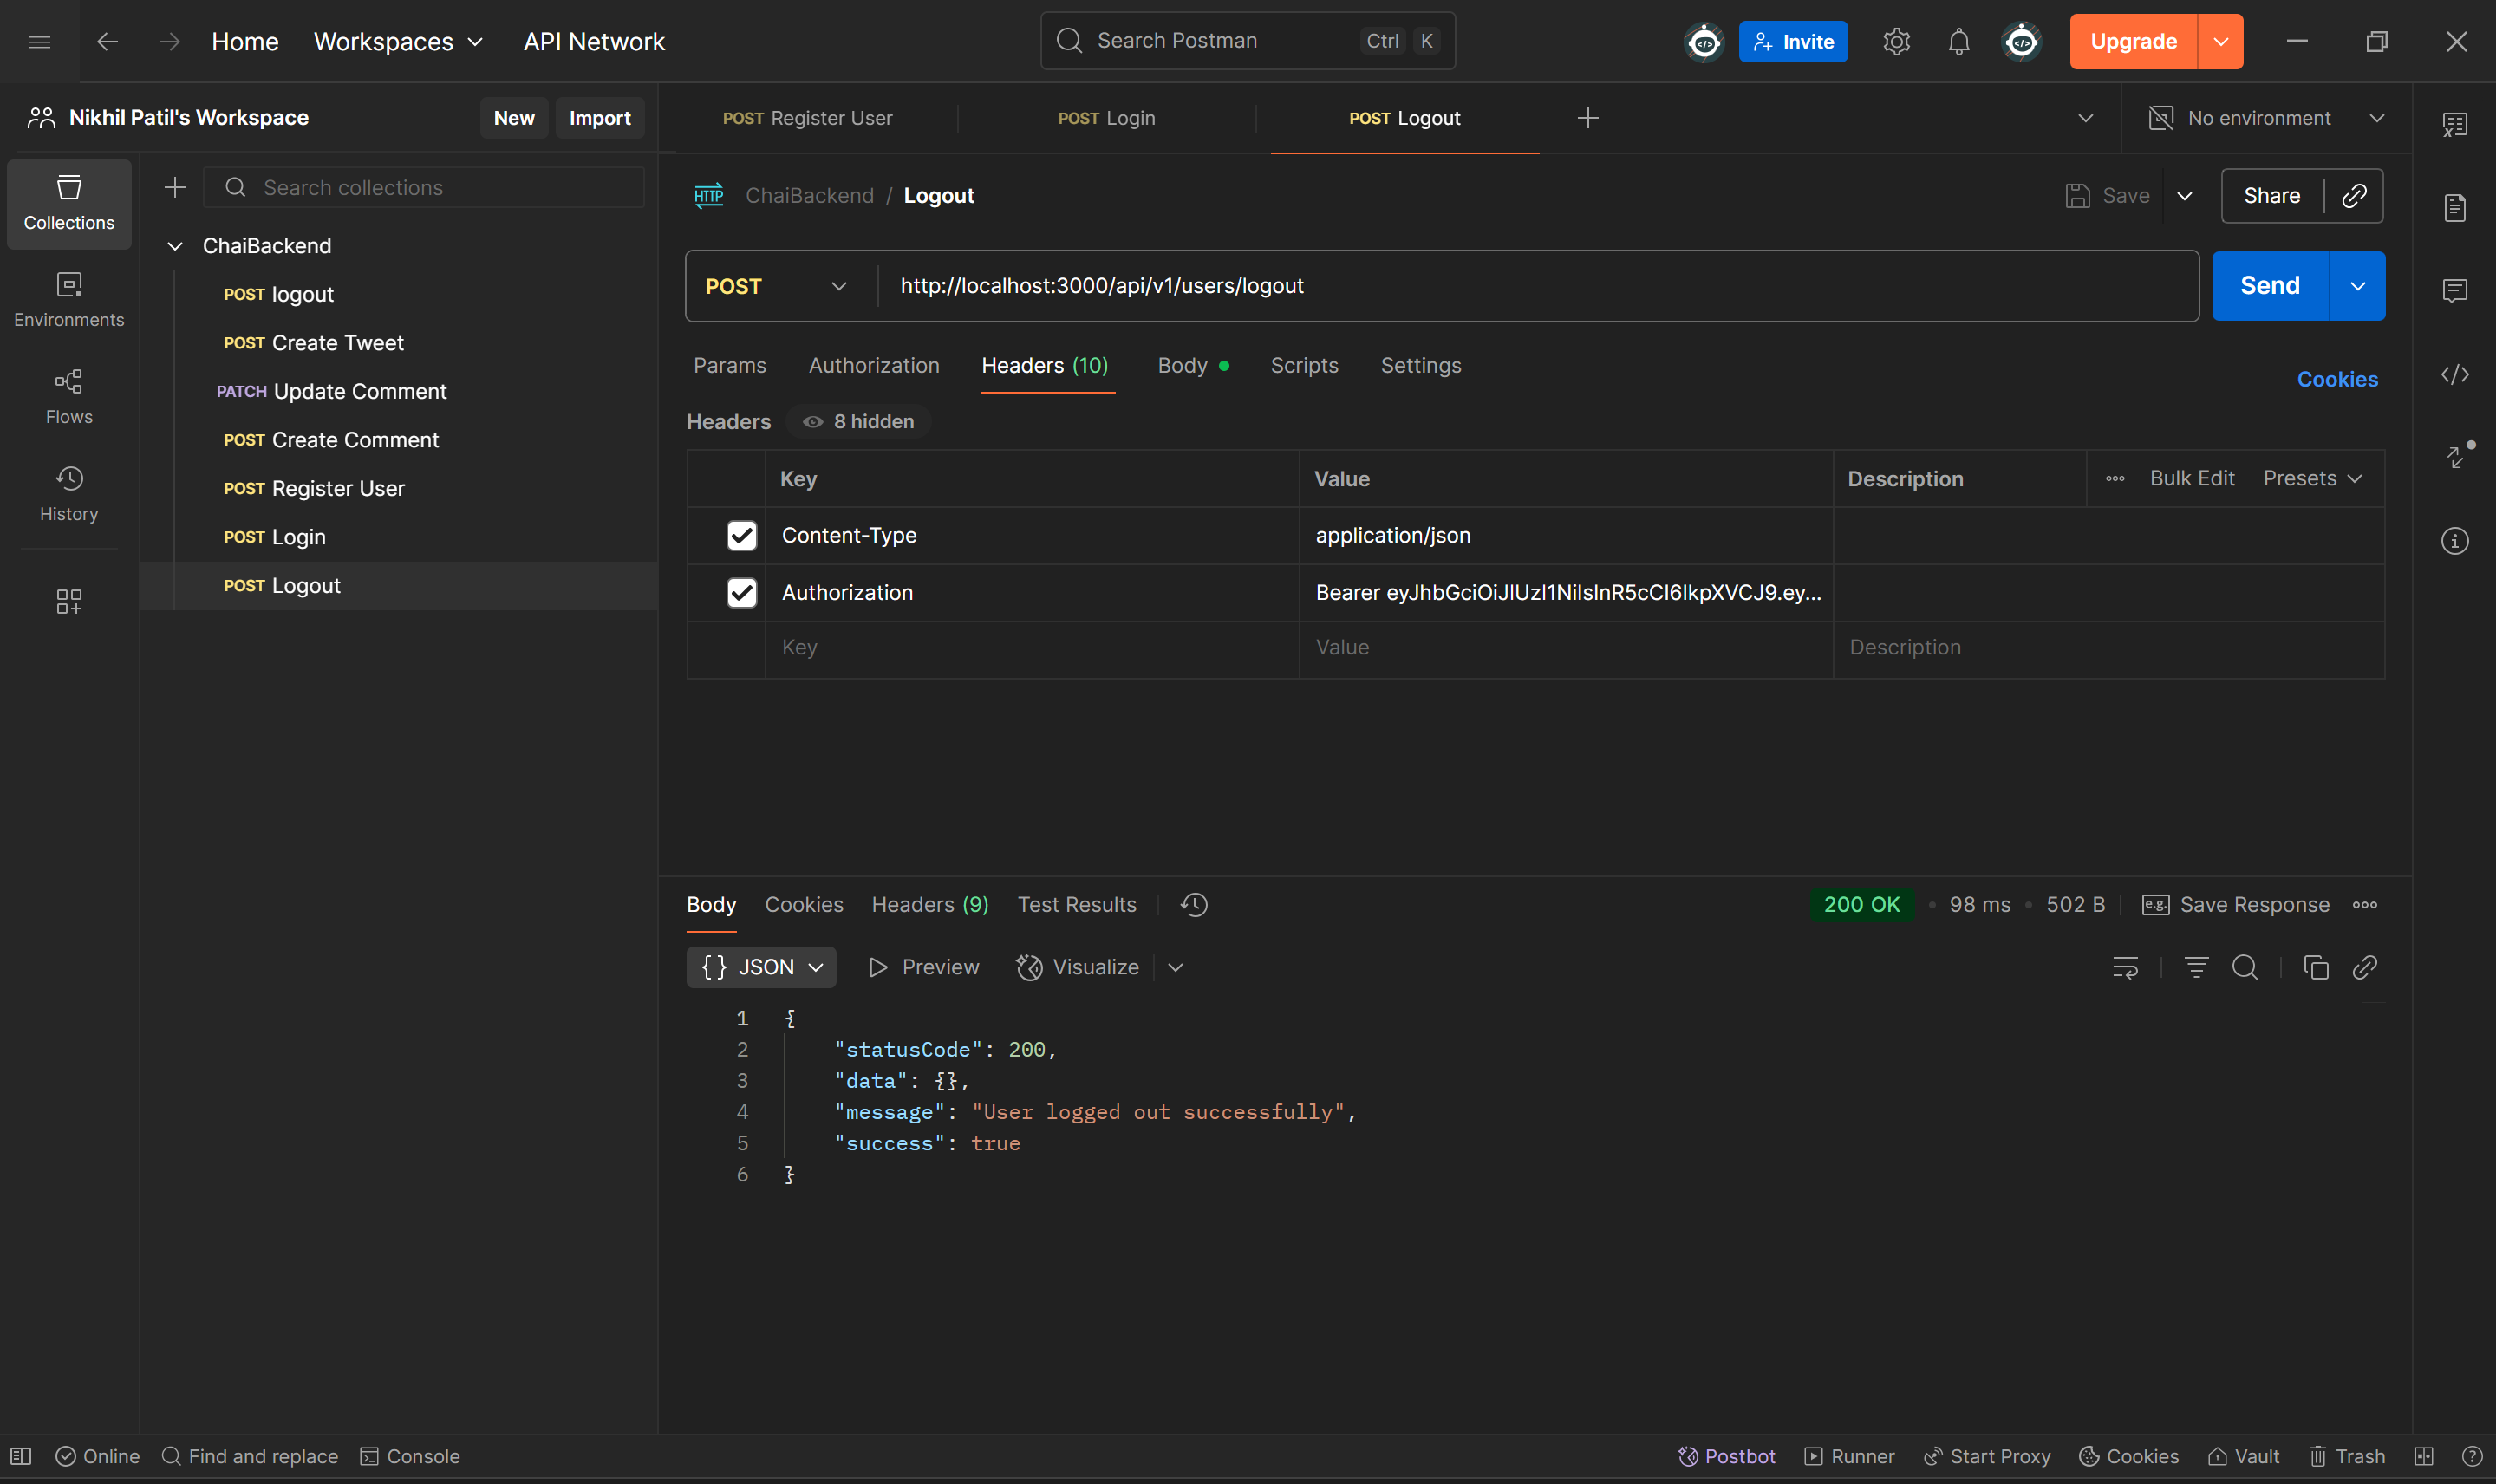 Home Workspaces API Network Search Postman Ctrl K Invite Upgrade
Nikhil Patil's Workspace New Import
POST Register User POST Login POST Logout No environment
Collections
Environments
Flows
History
Search collections
ChaiBackend
POST logout
POST Create Tweet
PATCH Update Comment
POST Create Comment
POST Register User
POST Login
POST Logout
HTTP ChaiBackend / Logout Save Share
POST http://localhost:3000/api/v1/users/logout Send
Params Authorization Headers (10) Body Scripts Settings Cookies
Headers 8 hidden
Key Value Description Bulk Edit Presets
Content-Type application/json
Authorization Bearer eyJhbGciOiJIUzI1NiIsInR5cCI6IkpXVCJ9.ey...
Key Value Description
Body Cookies Headers (9) Test Results 200 OK • 98 ms • 502 B e.g. Save Response
{ } JSON Preview Visualize
1 {
2 "statusCode": 200,
3 "data": {},
4 "message": "User logged out successfully",
5 "success": true
6 }
Online Find and replace Console Postbot Runner Start Proxy Cookies Vault Trash